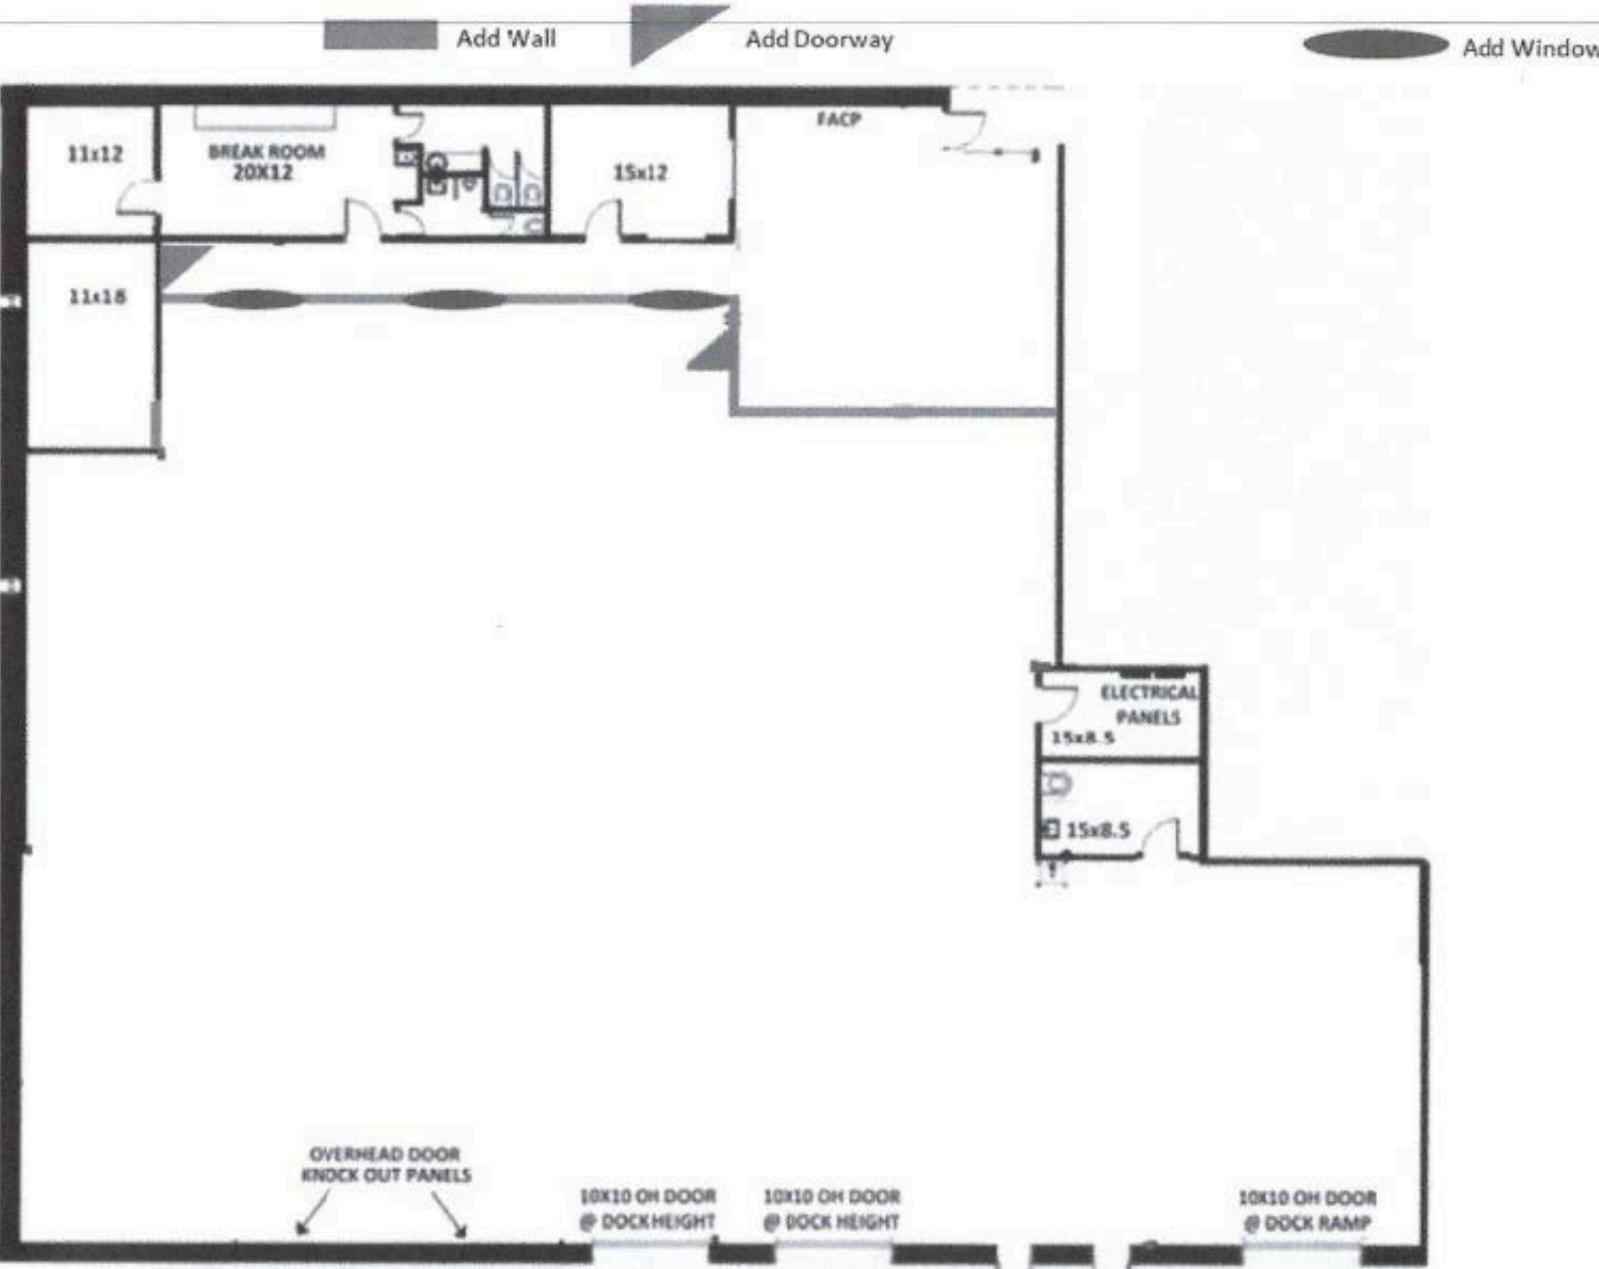 Add Wall
Add Doorway
Add Window
FACP
11x12
BREAK ROOM
20X12
15x12
11x18
ELECTRICAL
PANELS
15x8.5
15x8.5
OVERHEAD DOOR
KNOCK OUT PANELS
10X10 OH DOOR
@ DOCK HEIGHT
10X10 OH DOOR
@ DOCK HEIGHT
10X10 OH DOOR
@ DOCK RAMP